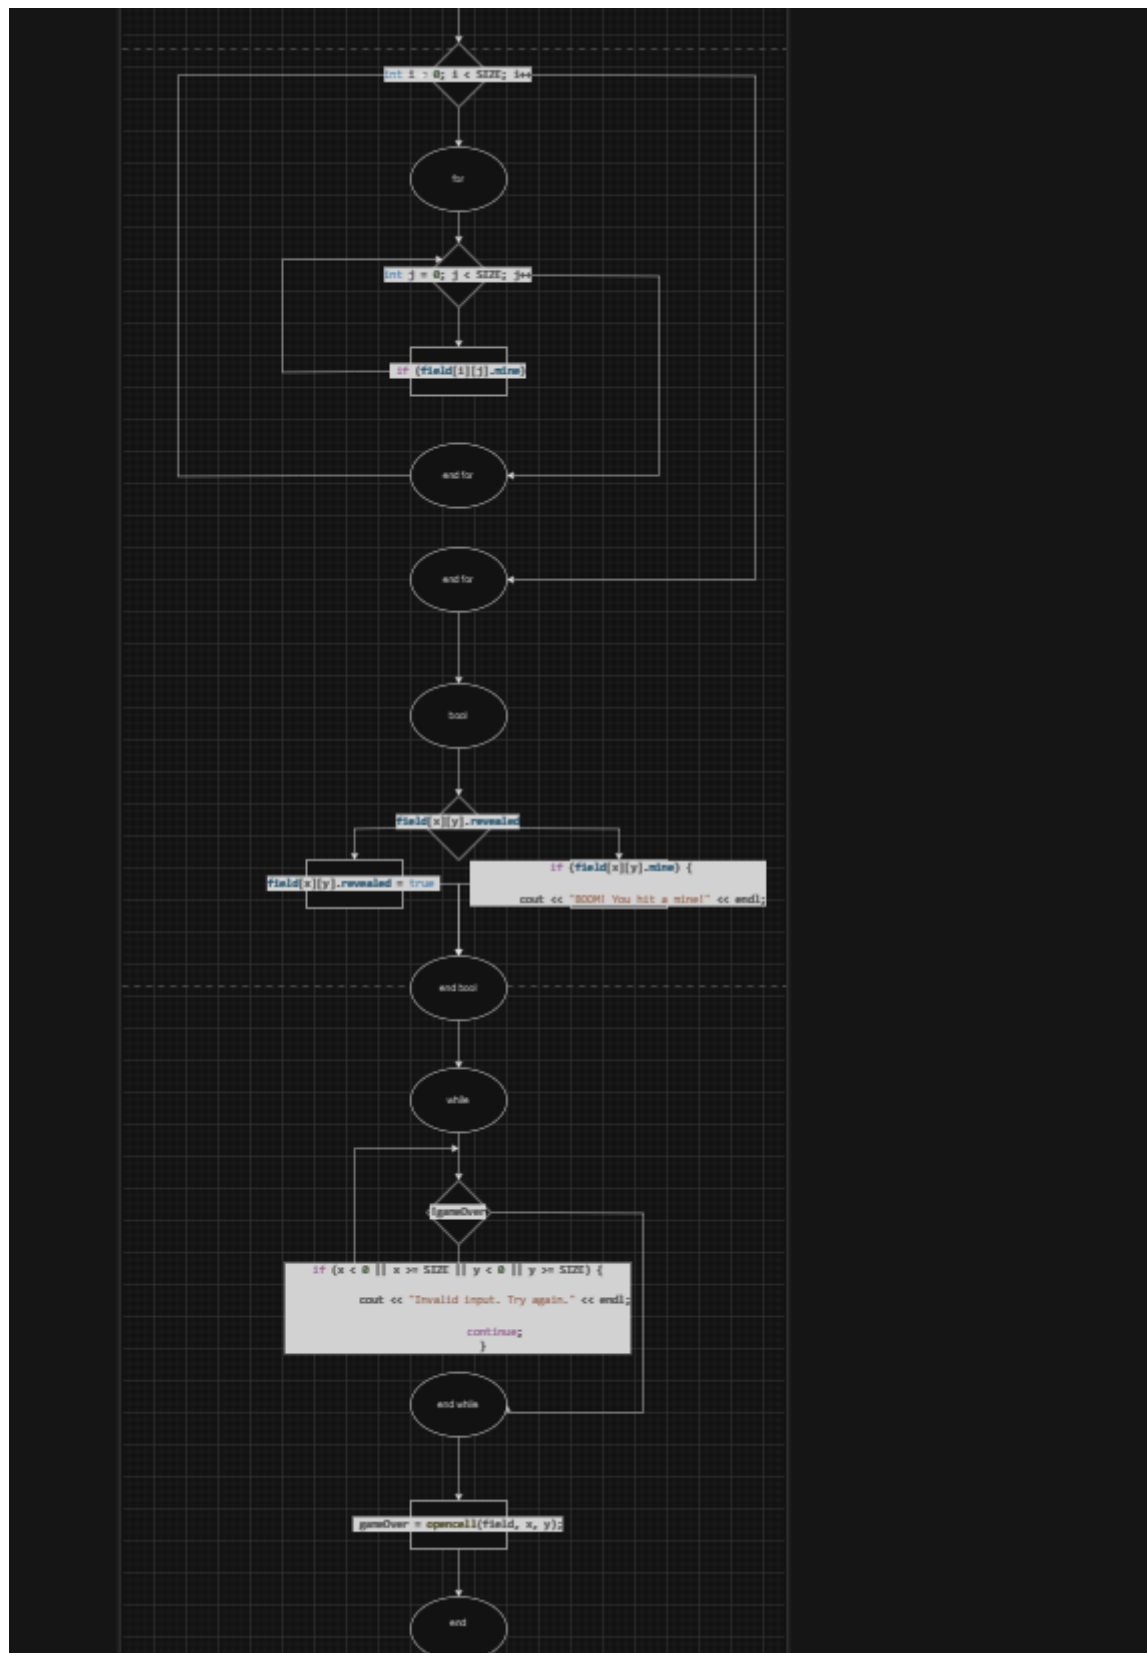 int i = 0; i < SIZE; i++
for
int j = 0; j < SIZE; j++
if (field[i][j].mine)
end for
end for
bool
field[x][y].revealed
field[x][y].revealed = true
if (field[x][y].mine) {
cout << "BOOM! You hit a mine!" << endl;
end bool
while
!gameOver
if (x < 0 || x >= SIZE || y < 0 || y >= SIZE) {
cout << "Invalid input. Try again." << endl;
continue;
}
end while
gameOver = opencell(field, x, y);
end